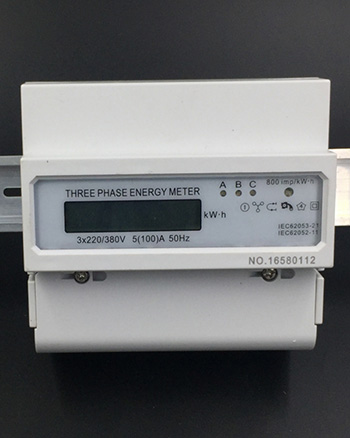 A B C 800 imp/kW·h
THREE PHASE ENERGY METER
kW·h
3x220/380V 5(100)A 50Hz
IEC62053-21
IEC62052-11
NO.16580112